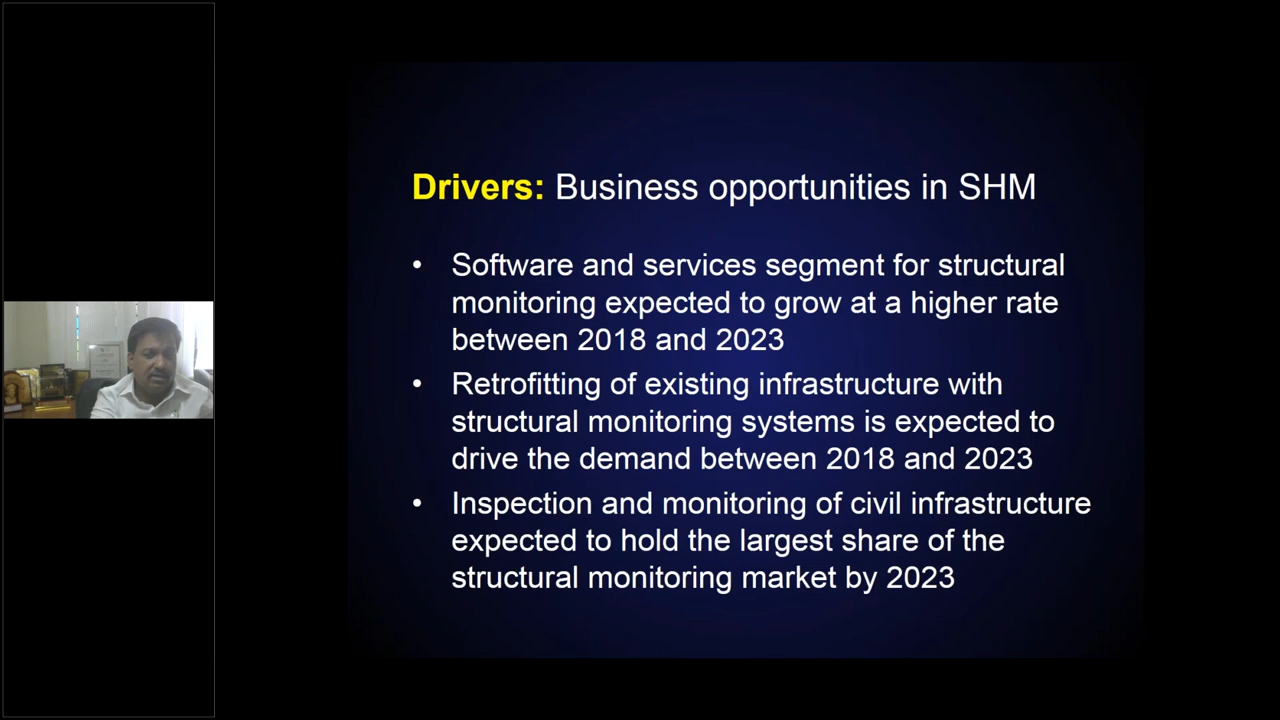 Drivers: Business opportunities in SHM
• Software and services segment for structural
monitoring expected to grow at a higher rate
between 2018 and 2023
• Retrofitting of existing infrastructure with
structural monitoring systems is expected to
drive the demand between 2018 and 2023
• Inspection and monitoring of civil infrastructure
expected to hold the largest share of the
structural monitoring market by 2023